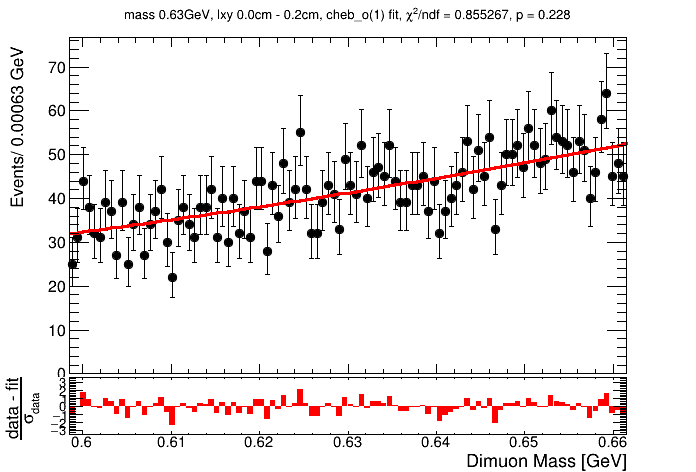 mass 0.63GeV, lxy 0.0cm - 0.2cm, cheb_o(1) fit, χ²/ndf = 0.855267, p = 0.228
Events/ 0.00063 GeV
70
60
50
40
30
20
10
0
data - fit
σdata
3
2
1
0
−1
−2
−3
0.6 0.61 0.62 0.63 0.64 0.65 0.66
Dimuon Mass [GeV]